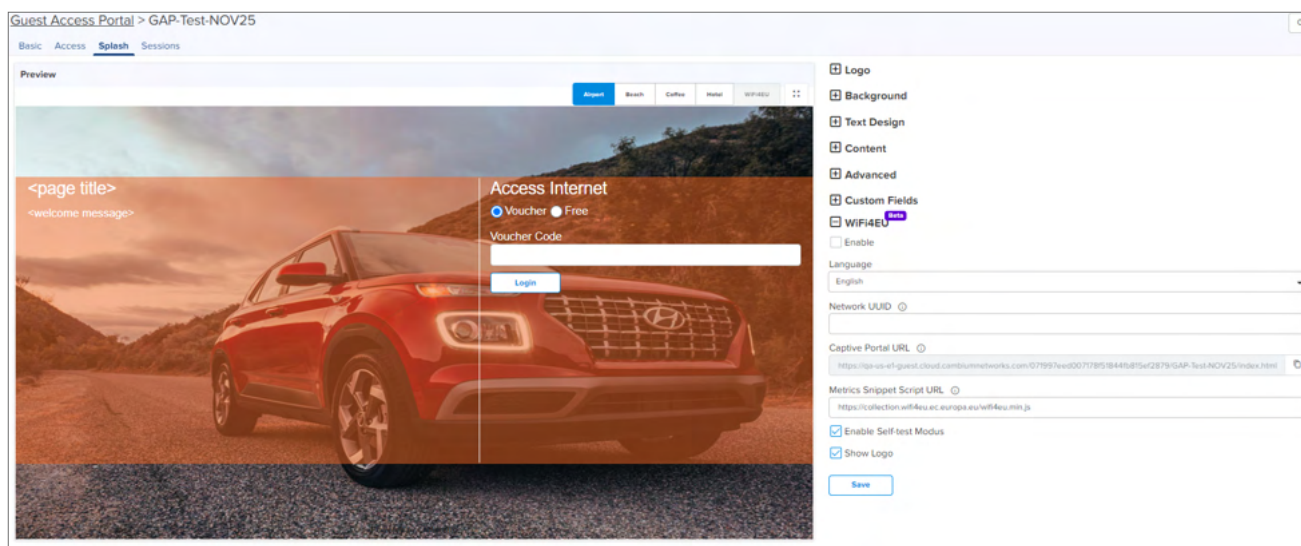 Guest Access Portal > GAP-Test-NOV25
Basic Access Splash Sessions
Preview
Airport Beach Coffee Hotel WiFi4EU
<page title>
<welcome message>
Access Internet
Voucher Free
Voucher Code
Login
Logo
Background
Text Design
Content
Advanced
Custom Fields
WiFi4EU Beta
Enable
Language
English
Network UUID
Captive Portal URL
Metrics Snippet Script URL
https://collection.wifi4eu.ec.europa.eu/wifi4eu.min.js
Enable Self-test Modus
Show Logo
Save